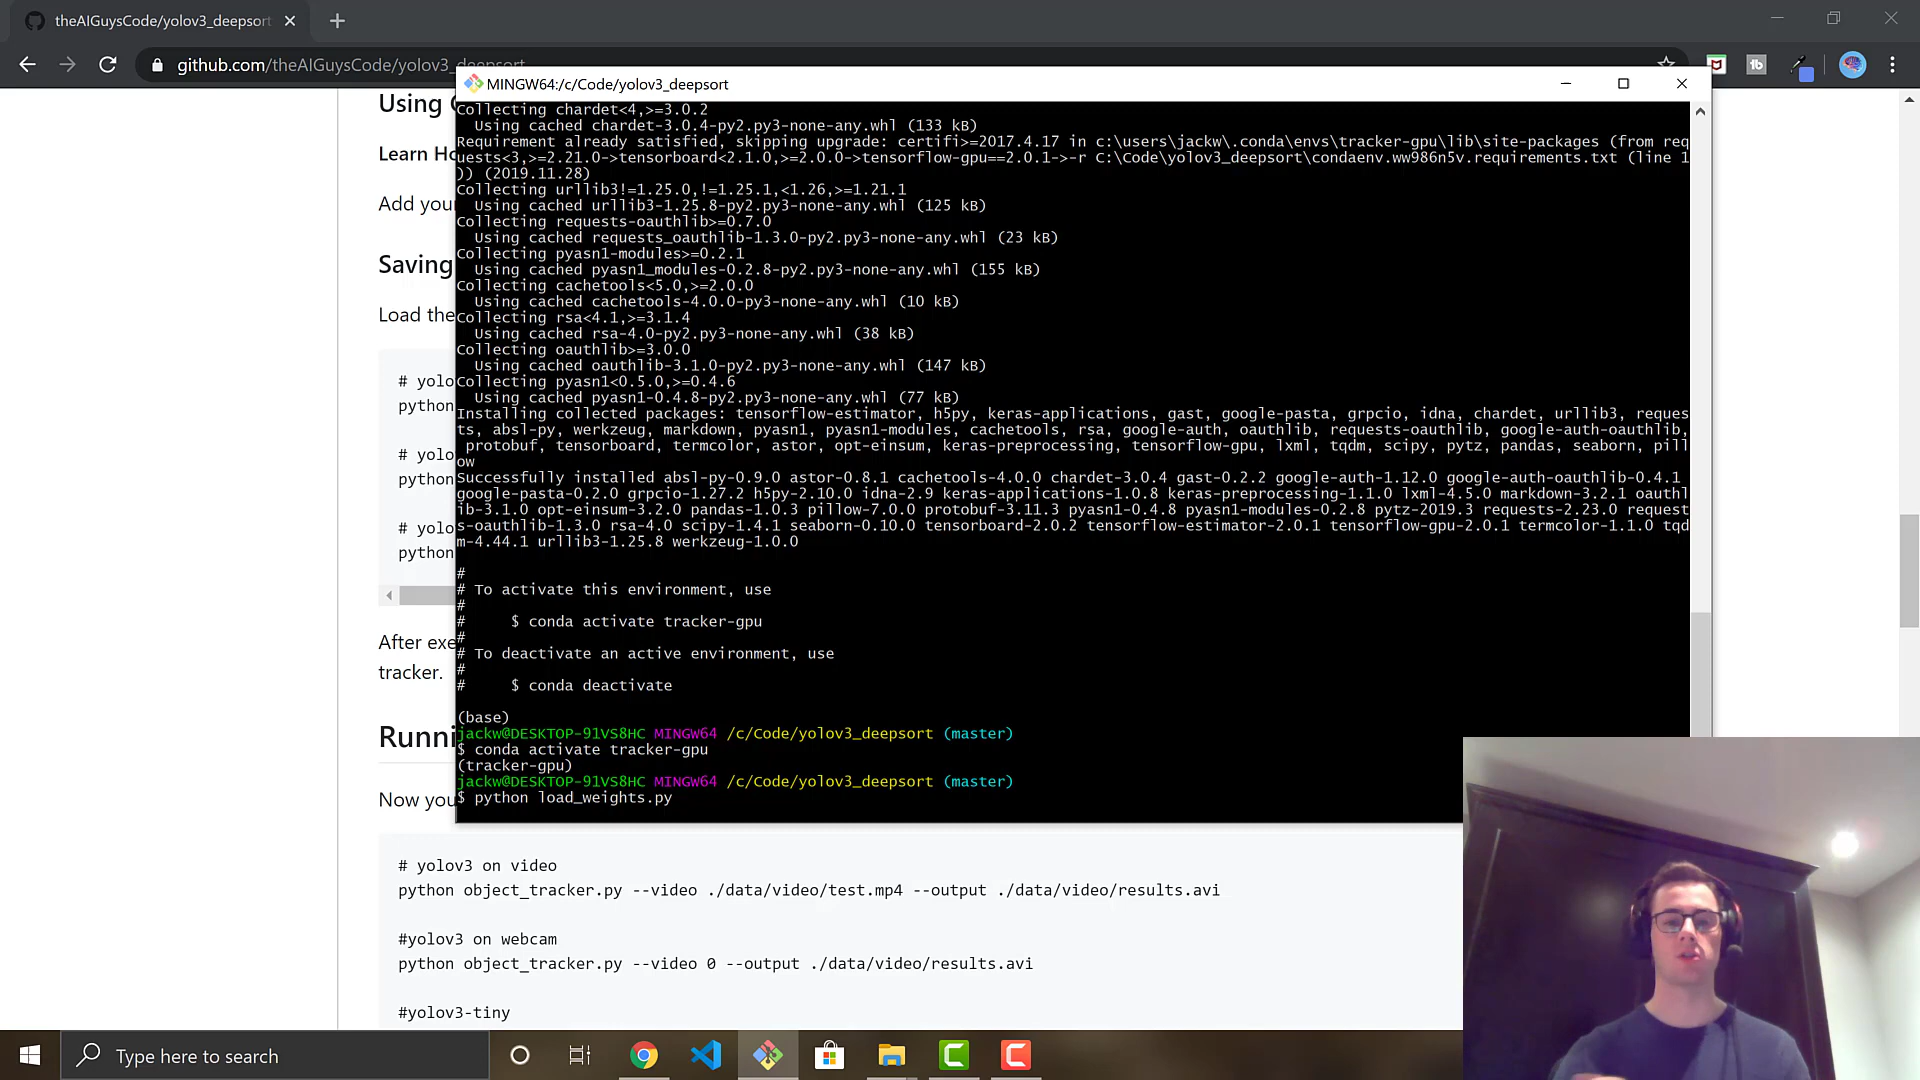 theAIGuysCode/yolov3_deepsort
github.com/theAIGuysCode/yolov3_deepsort
MINGW64:/c/Code/yolov3_deepsort
Using
Learn Ho
Add your
Saving
Load the
# yolo
python
# yolo
python
# yolo
python
After exe
tracker.
Runni
Now you
Collecting chardet<4,>=3.0.2
Using cached chardet-3.0.4-py2.py3-none-any.whl (133 kB)
Requirement already satisfied, skipping upgrade: certifi>=2017.4.17 in c:\users\jackw\.conda\envs\tracker-gpu\lib\site-packages (from req
uests<3,>=2.21.0->tensorboard<2.1.0,>=2.0.0->tensorflow-gpu==2.0.1->-r C:\Code\yolov3_deepsort\condaenv.ww986n5v.requirements.txt (line 1
)) (2019.11.28)
Collecting urllib3!=1.25.0,!=1.25.1,<1.26,>=1.21.1
Using cached urllib3-1.25.8-py2.py3-none-any.whl (125 kB)
Collecting requests-oauthlib>=0.7.0
Using cached requests_oauthlib-1.3.0-py2.py3-none-any.whl (23 kB)
Collecting pyasn1-modules>=0.2.1
Using cached pyasn1_modules-0.2.8-py2.py3-none-any.whl (155 kB)
Collecting cachetools<5.0,>=2.0.0
Using cached cachetools-4.0.0-py3-none-any.whl (10 kB)
Collecting rsa<4.1,>=3.1.4
Using cached rsa-4.0-py2.py3-none-any.whl (38 kB)
Collecting oauthlib>=3.0.0
Using cached oauthlib-3.1.0-py2.py3-none-any.whl (147 kB)
Collecting pyasn1<0.5.0,>=0.4.6
Using cached pyasn1-0.4.8-py2.py3-none-any.whl (77 kB)
Installing collected packages: tensorflow-estimator, h5py, keras-applications, gast, google-pasta, grpcio, idna, chardet, urllib3, reques
ts, absl-py, werkzeug, markdown, pyasn1, pyasn1-modules, cachetools, rsa, google-auth, oauthlib, requests-oauthlib, google-auth-oauthlib,
protobuf, tensorboard, termcolor, astor, opt-einsum, keras-preprocessing, tensorflow-gpu, lxml, tqdm, scipy, pytz, pandas, seaborn, pill
ow
Successfully installed absl-py-0.9.0 astor-0.8.1 cachetools-4.0.0 chardet-3.0.4 gast-0.2.2 google-auth-1.12.0 google-auth-oauthlib-0.4.1
google-pasta-0.2.0 grpcio-1.27.2 h5py-2.10.0 idna-2.9 keras-applications-1.0.8 keras-preprocessing-1.1.0 lxml-4.5.0 markdown-3.2.1 oauthl
ib-3.1.0 opt-einsum-3.2.0 pandas-1.0.3 pillow-7.0.0 protobuf-3.11.3 pyasn1-0.4.8 pyasn1-modules-0.2.8 pytz-2019.3 requests-2.23.0 request
s-oauthlib-1.3.0 rsa-4.0 scipy-1.4.1 seaborn-0.10.0 tensorboard-2.0.2 tensorflow-estimator-2.0.1 tensorflow-gpu-2.0.1 termcolor-1.1.0 tqd
m-4.44.1 urllib3-1.25.8 werkzeug-1.0.0
#
# To activate this environment, use
#
# $ conda activate tracker-gpu
#
# To deactivate an active environment, use
#
# $ conda deactivate
(base)
jackw@DESKTOP-91VS8HC MINGW64 /c/Code/yolov3_deepsort (master)
$ conda activate tracker-gpu
(tracker-gpu)
jackw@DESKTOP-91VS8HC MINGW64 /c/Code/yolov3_deepsort (master)
$ python load_weights.py
# yolov3 on video
python object_tracker.py --video ./data/video/test.mp4 --output ./data/video/results.avi
#yolov3 on webcam
python object_tracker.py --video 0 --output ./data/video/results.avi
#yolov3-tiny
Type here to search